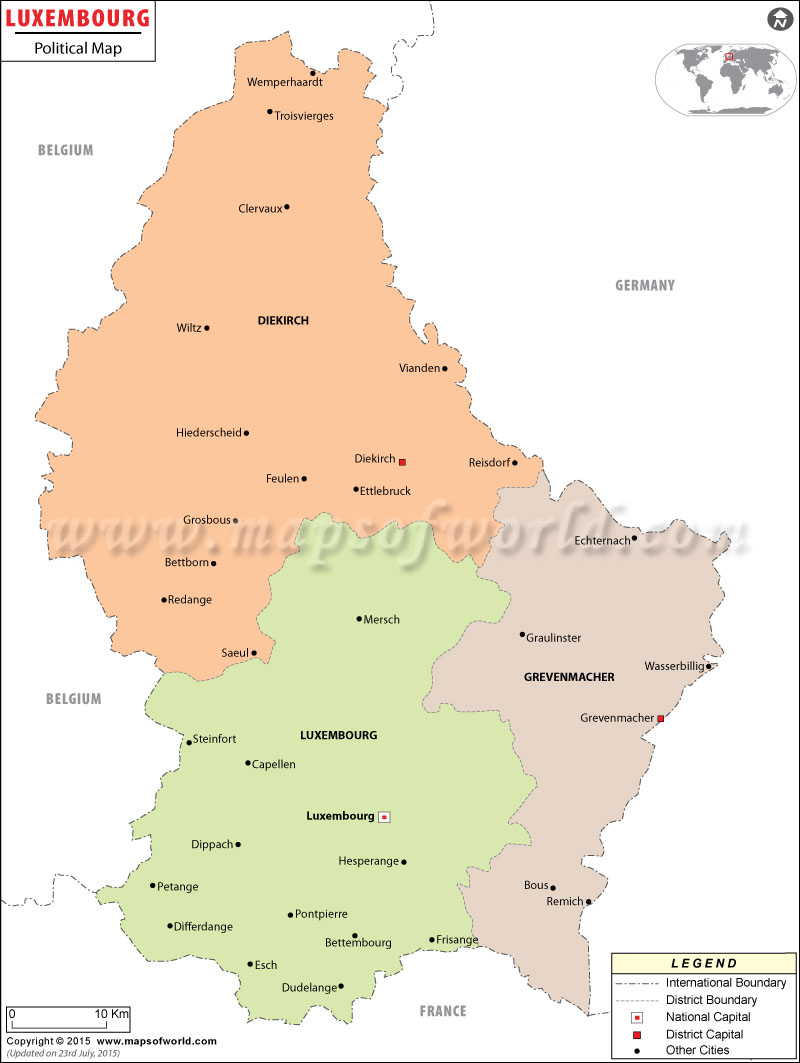 LUXEMBOURG
Political Map
N
Wemperhaardt
Troisvierges
BELGIUM
Clervaux
GERMANY
DIEKIRCH
Wiltz
Vianden
Hiederscheid
Diekirch
Reisdorf
Feulen
Ettlebruck
Grosbous
www.mapsofworld.com
Echternach
Bettborn
Redange
Mersch
Graulinster
Saeul
Wasserbillig
GREVENMACHER
BELGIUM
Grevenmacher
LUXEMBOURG
Steinfort
Capellen
Luxembourg
Dippach
Hesperange
Petange
Bous
Remich
Pontpierre
Differdange
Bettembourg
Frisange
Esch
Dudelange
FRANCE
LEGEND
International Boundary
District Boundary
National Capital
District Capital
Other Cities
0 10 Km
Copyright © 2015 www.mapsofworld.com
(Updated on 23rd July, 2015)